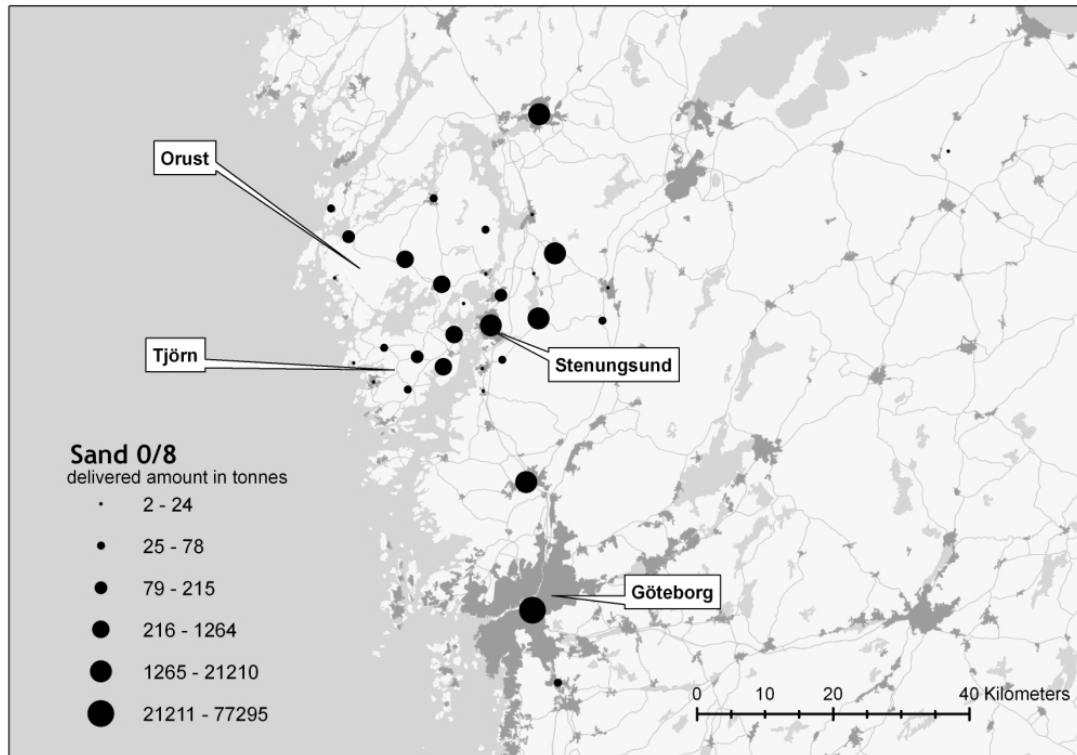 Orust
Tjörn
Stenungsund
Sand 0/8
delivered amount in tonnes
2 - 24
25 - 78
79 - 215
216 - 1264
1265 - 21210
21211 - 77295
Göteborg
0 10 20 40 Kilometers